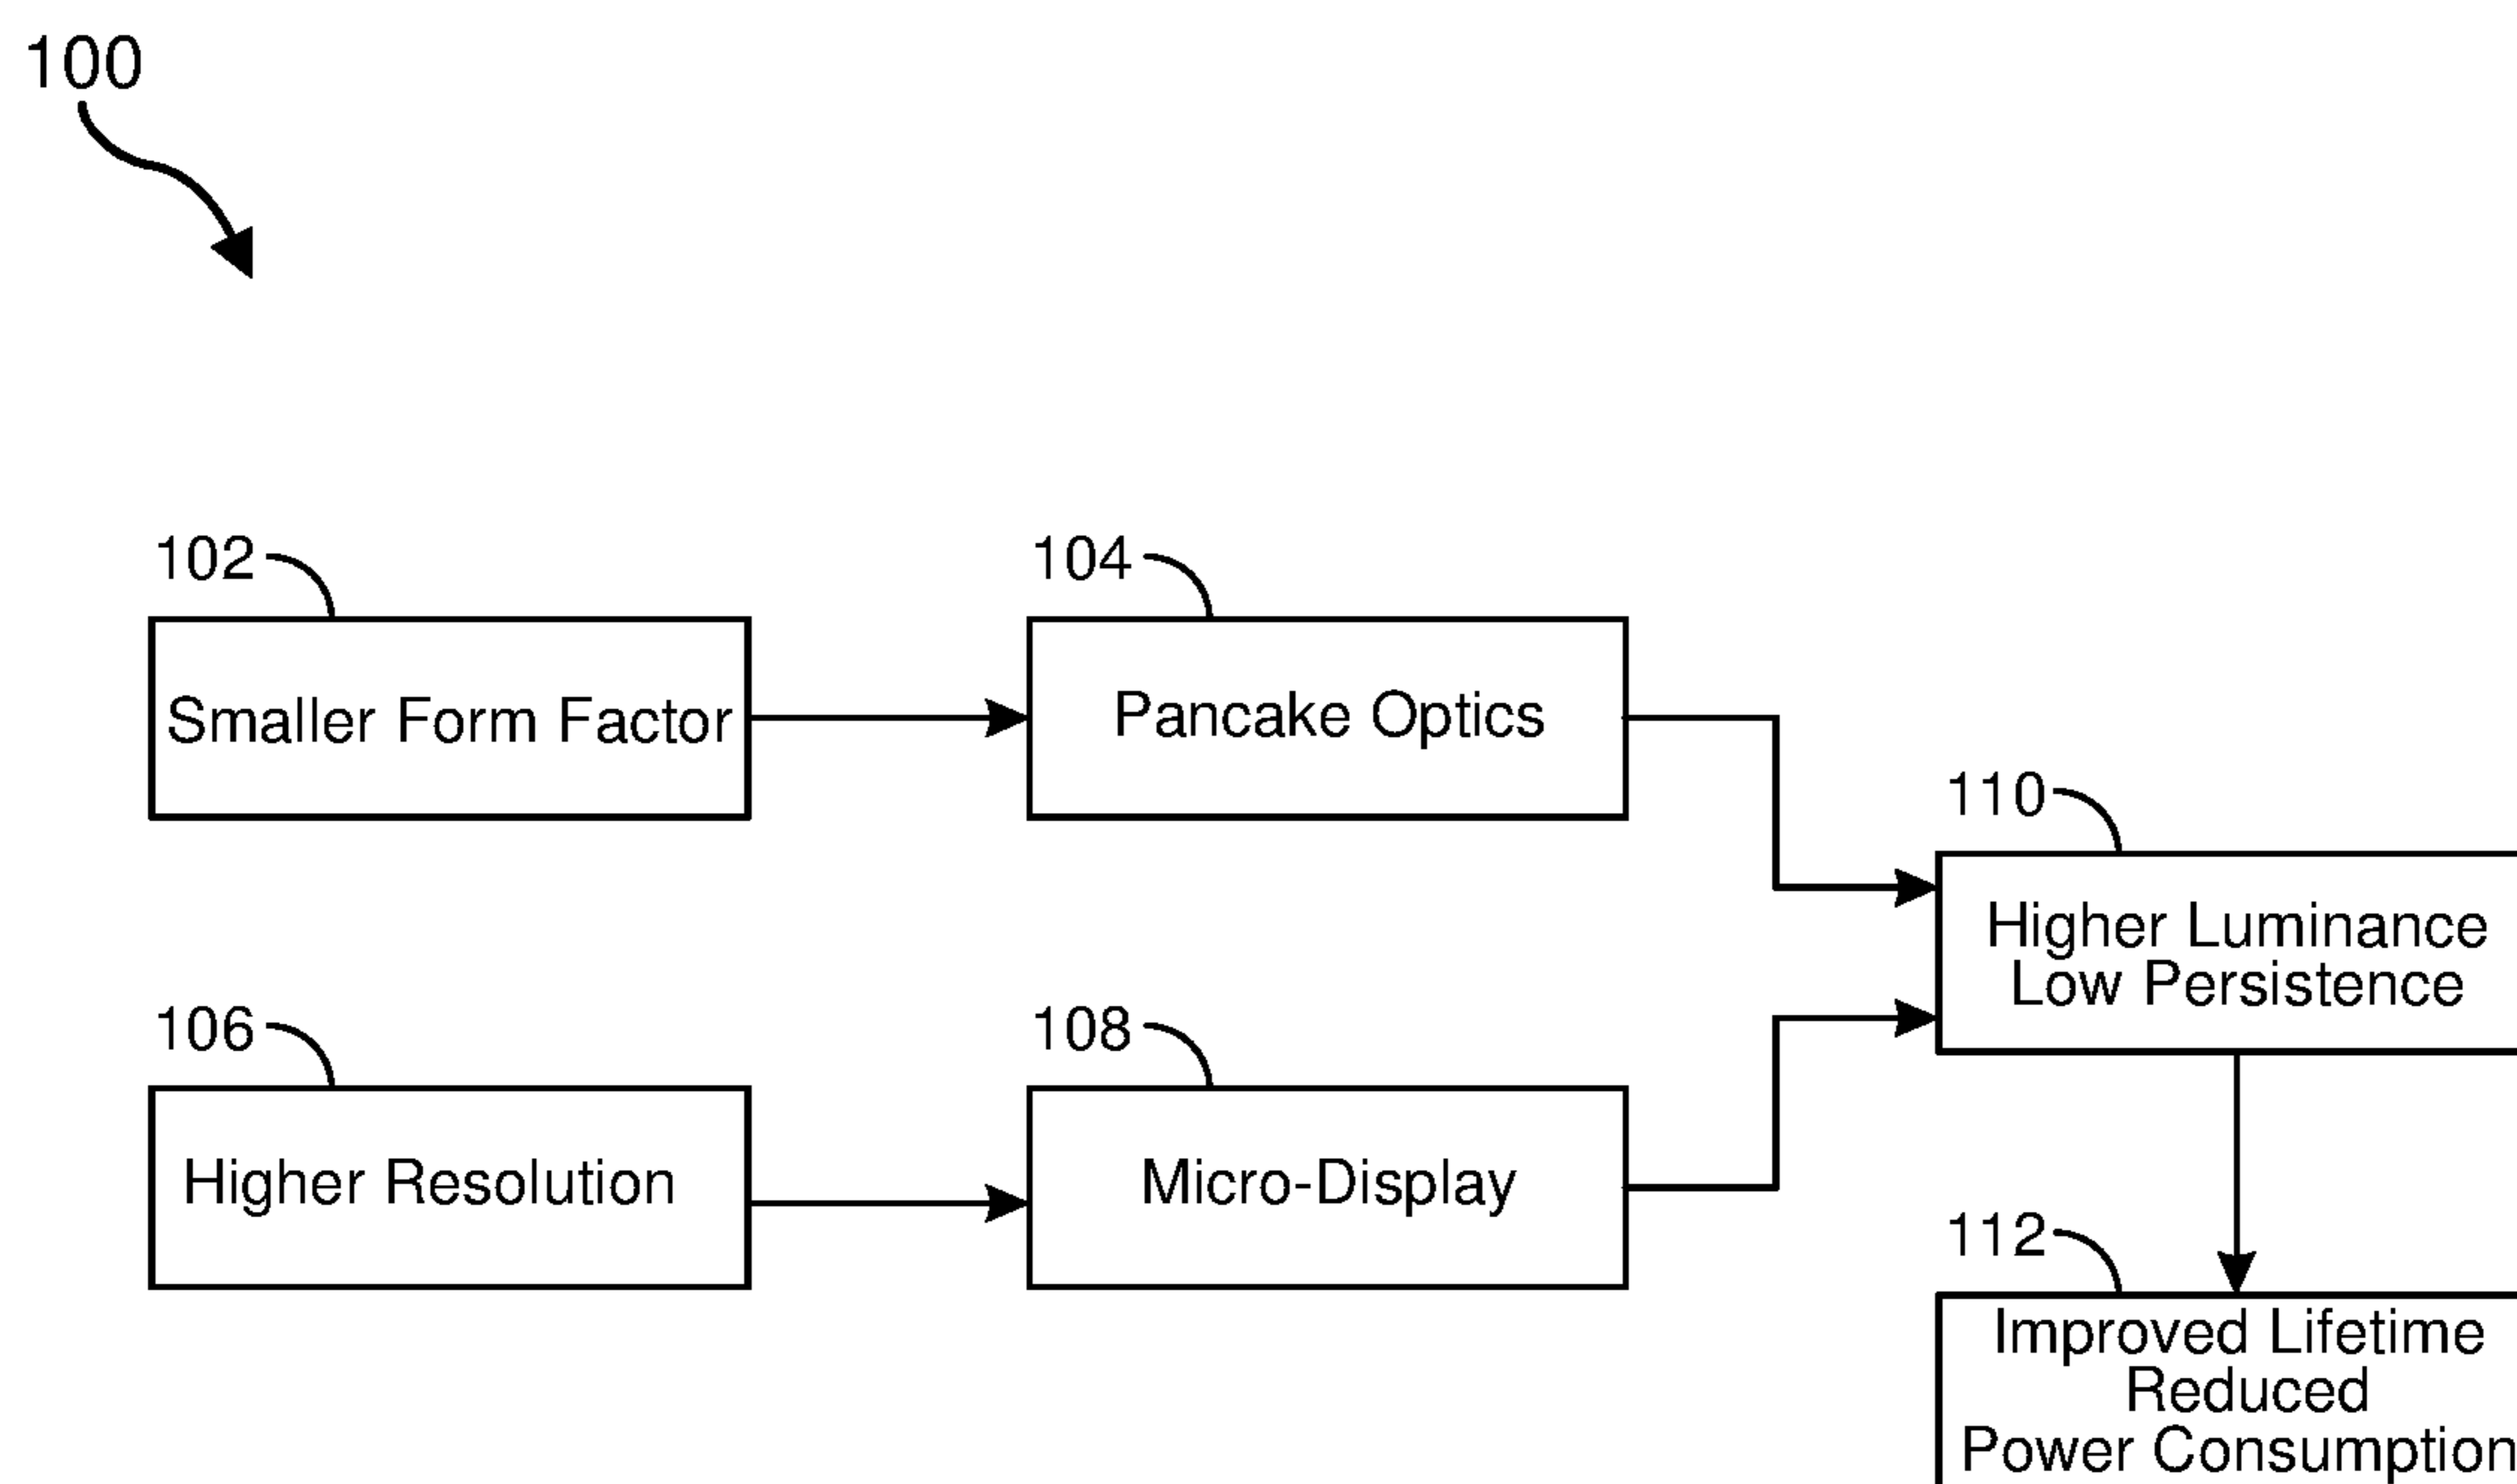 100
102
Smaller Form Factor
104
Pancake Optics
106
Higher Resolution
108
Micro-Display
110
Higher Luminance
Low Persistence
112
Improved Lifetime
Reduced
Power Consumption